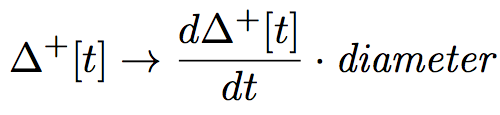 Δ⁺[t] → dΔ⁺[t]/dt · diameter